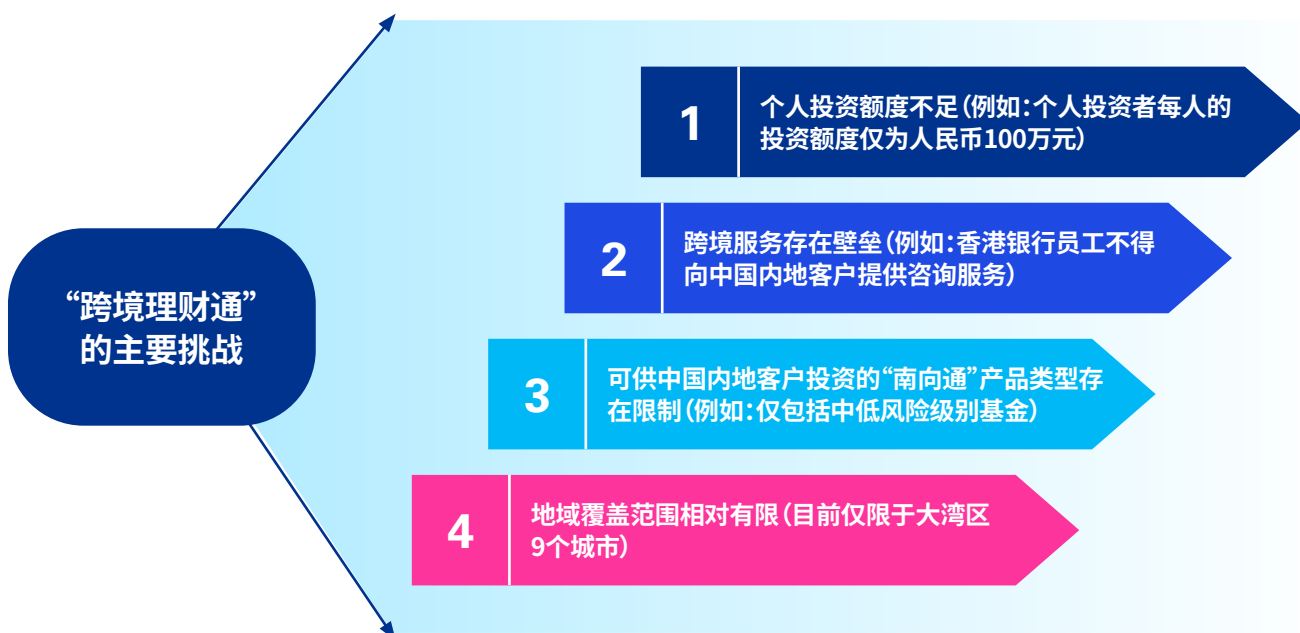 “跨境理财通”
的主要挑战
1
个人投资额度不足(例如:个人投资者每人的
投资额度仅为人民币100万元)
2
跨境服务存在壁垒(例如:香港银行员工不得
向中国内地客户提供咨询服务)
3
可供中国内地客户投资的“南向通”产品类型存
在限制(例如:仅包括中低风险级别基金)
4
地域覆盖范围相对有限(目前仅限于大湾区
9个城市)